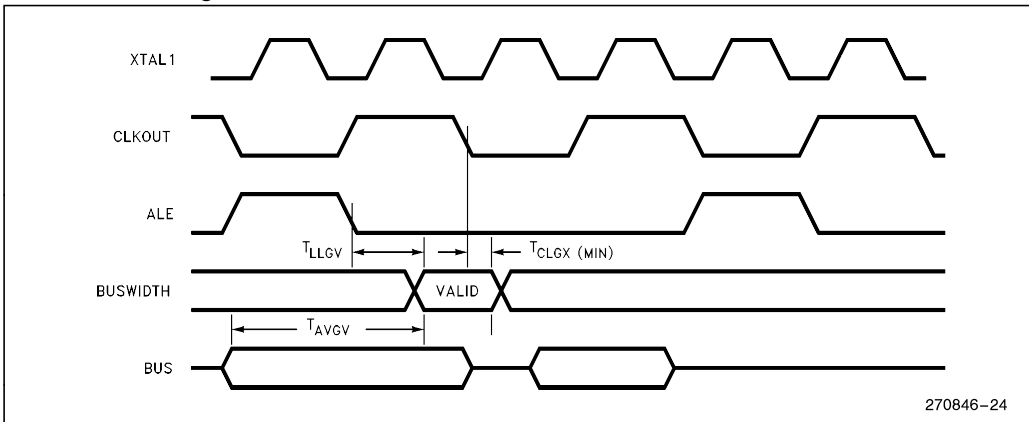 XTAL1
CLKOUT
ALE
TLLGV
TCLGX (MIN)
BUSWIDTH
VALID
TAVGV
BUS
270846-24